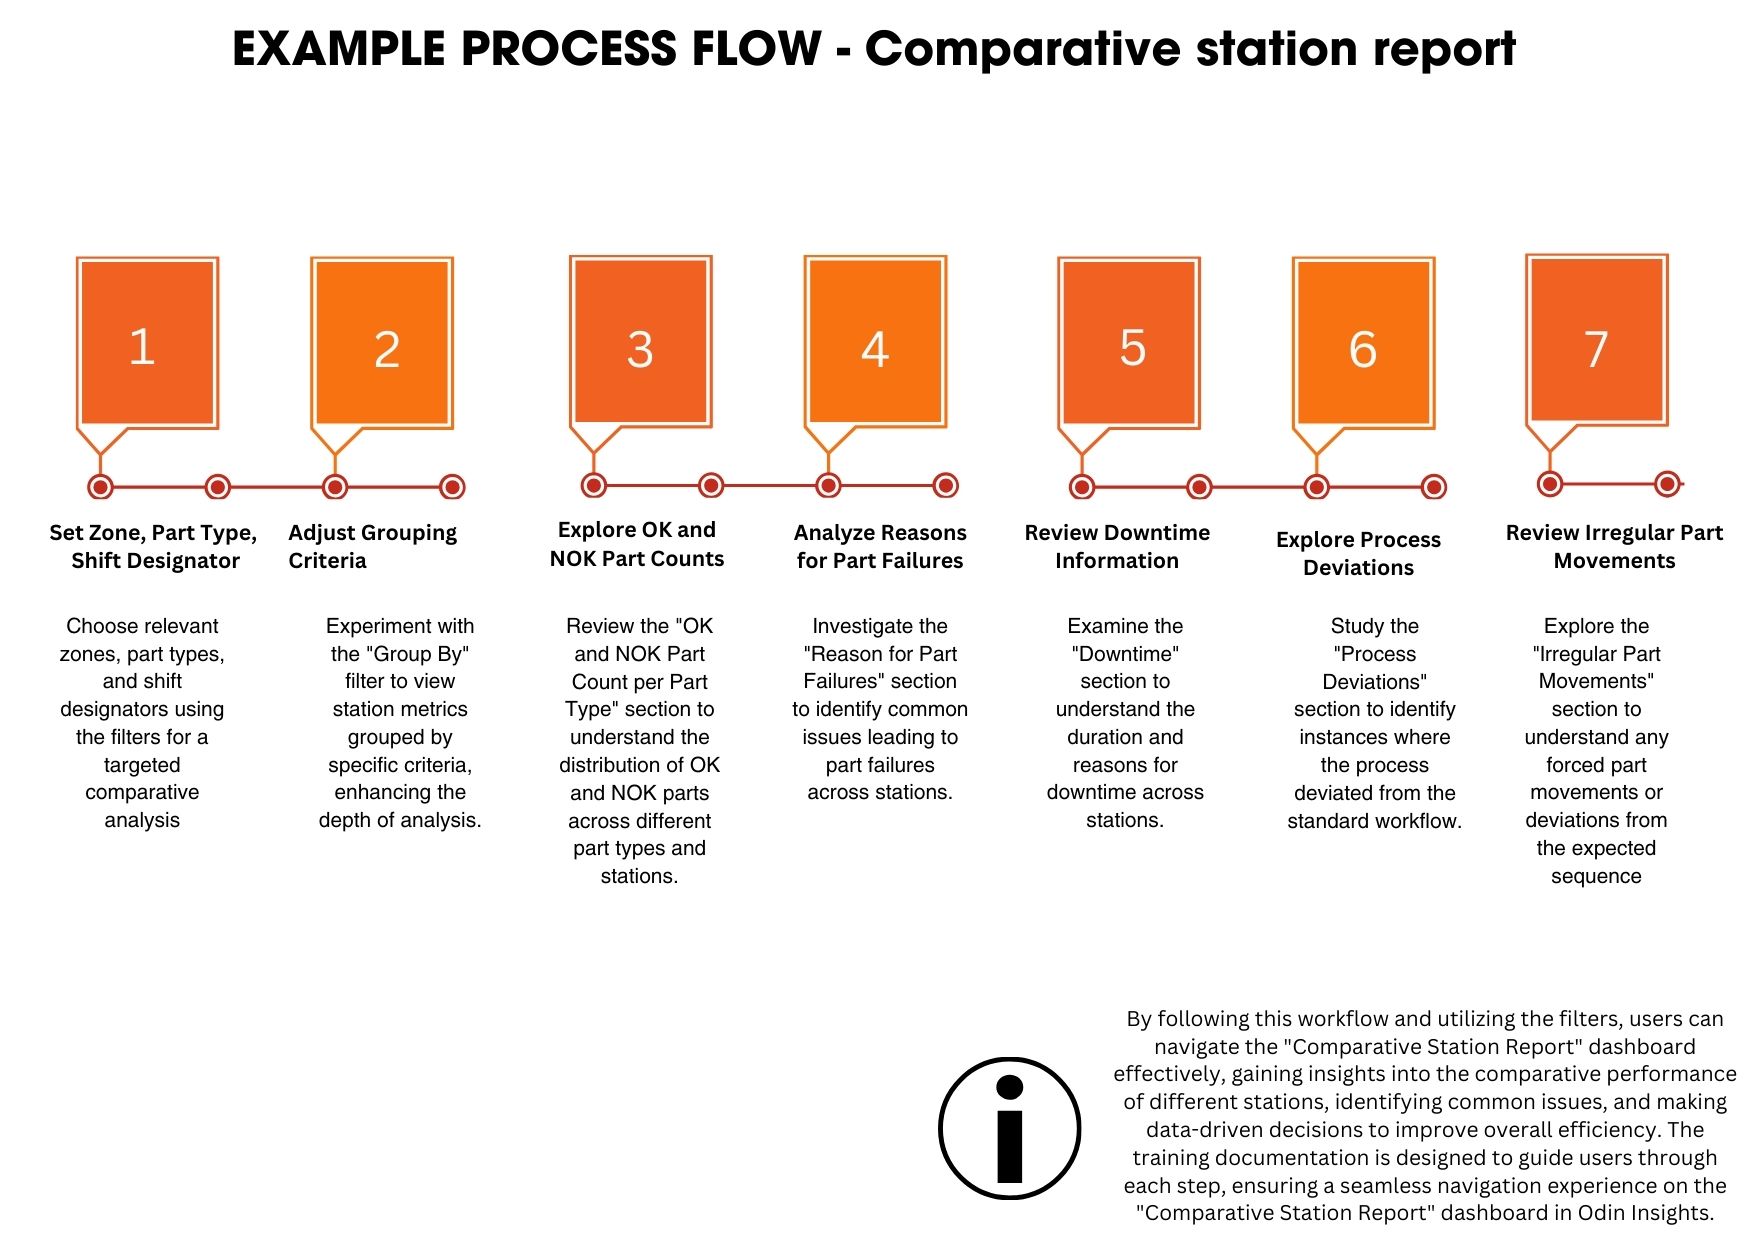 EXAMPLE PROCESS FLOW - Comparative station report
1
Set Zone, Part Type,
Shift Designator
Choose relevant
zones, part types,
and shift
designators using
the filters for a
targeted
comparative
analysis
2
Adjust Grouping
Criteria
Experiment with
the "Group By"
filter to view
station metrics
grouped by
specific criteria,
enhancing the
depth of analysis.
3
Explore OK and
NOK Part Counts
Review the "OK
and NOK Part
Count per Part
Type" section to
understand the
distribution of OK
and NOK parts
across different
part types and
stations.
4
Analyze Reasons
for Part Failures
Investigate the
"Reason for Part
Failures" section
to identify common
issues leading to
part failures
across stations.
5
Review Downtime
Information
Examine the
"Downtime"
section to
understand the
duration and
reasons for
downtime across
stations.
6
Explore Process
Deviations
Study the
"Process
Deviations"
section to identify
instances where
the process
deviated from the
standard workflow.
7
Review Irregular Part
Movements
Explore the
"Irregular Part
Movements"
section to
understand any
forced part
movements or
deviations from
the expected
sequence
By following this workflow and utilizing the filters, users can
navigate the "Comparative Station Report" dashboard
effectively, gaining insights into the comparative performance
of different stations, identifying common issues, and making
data-driven decisions to improve overall efficiency. The
training documentation is designed to guide users through
each step, ensuring a seamless navigation experience on the
"Comparative Station Report" dashboard in Odin Insights.